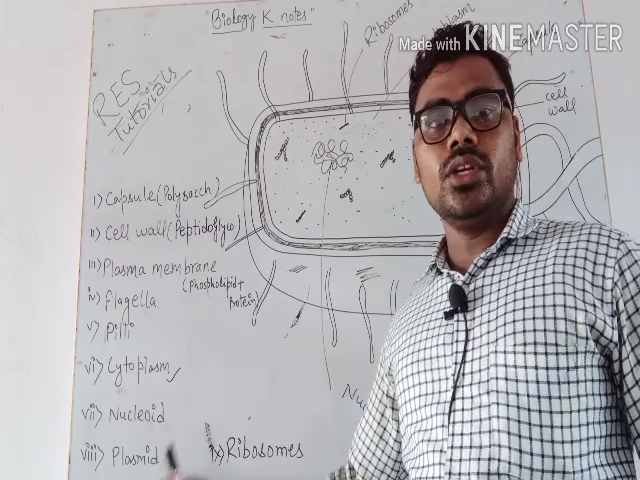 "Biology K notes"
Made with KINEMASTER
RES
Tutorials
Ribosomes
cell
wall
i) Capsule (Polysacch)
ii) Cell wall (Peptidoglyco)
iii) Plasma membrane
(Phospholipid +
Protein)
iv) flagella
v) Pilli
vi) Cytoplasm
vii) Nucleoid
viii) Plasmid
ix) Ribosomes